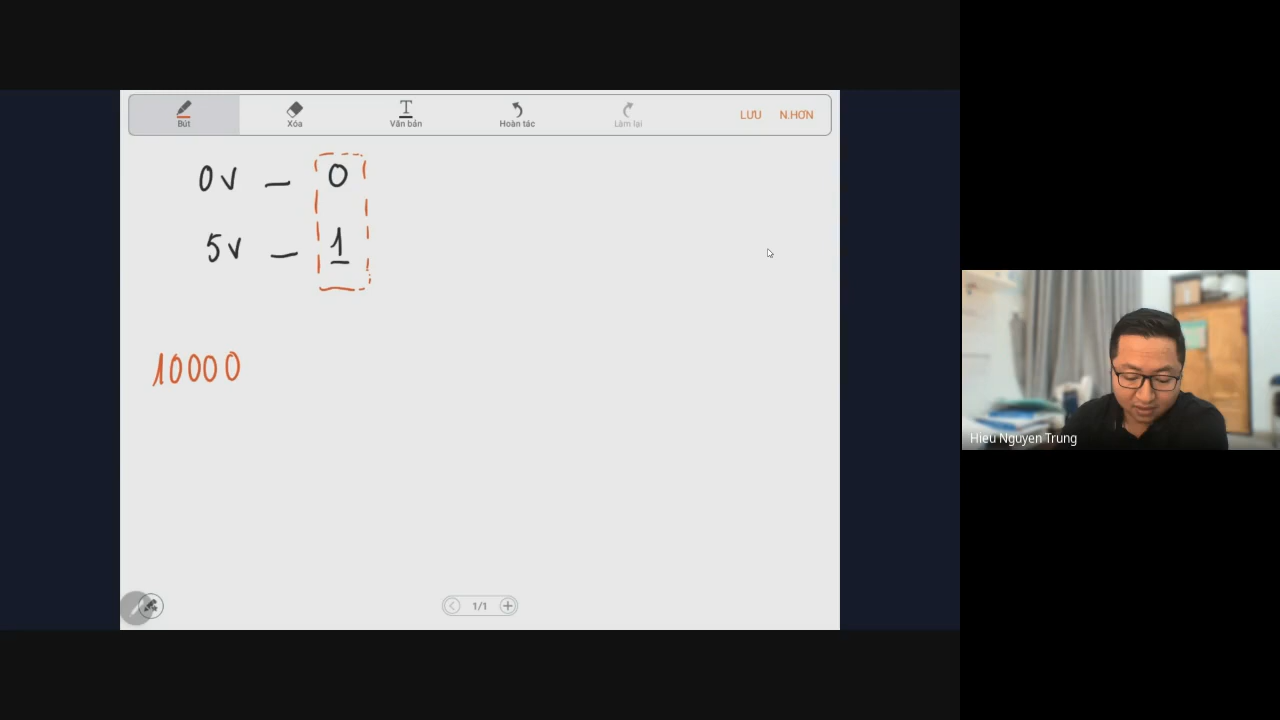 Bút Xóa Văn bản Hoàn tác Làm lại LƯU N.HƠN
0V – 0
5V – 1
10000
1/1
Hieu Nguyen Trung